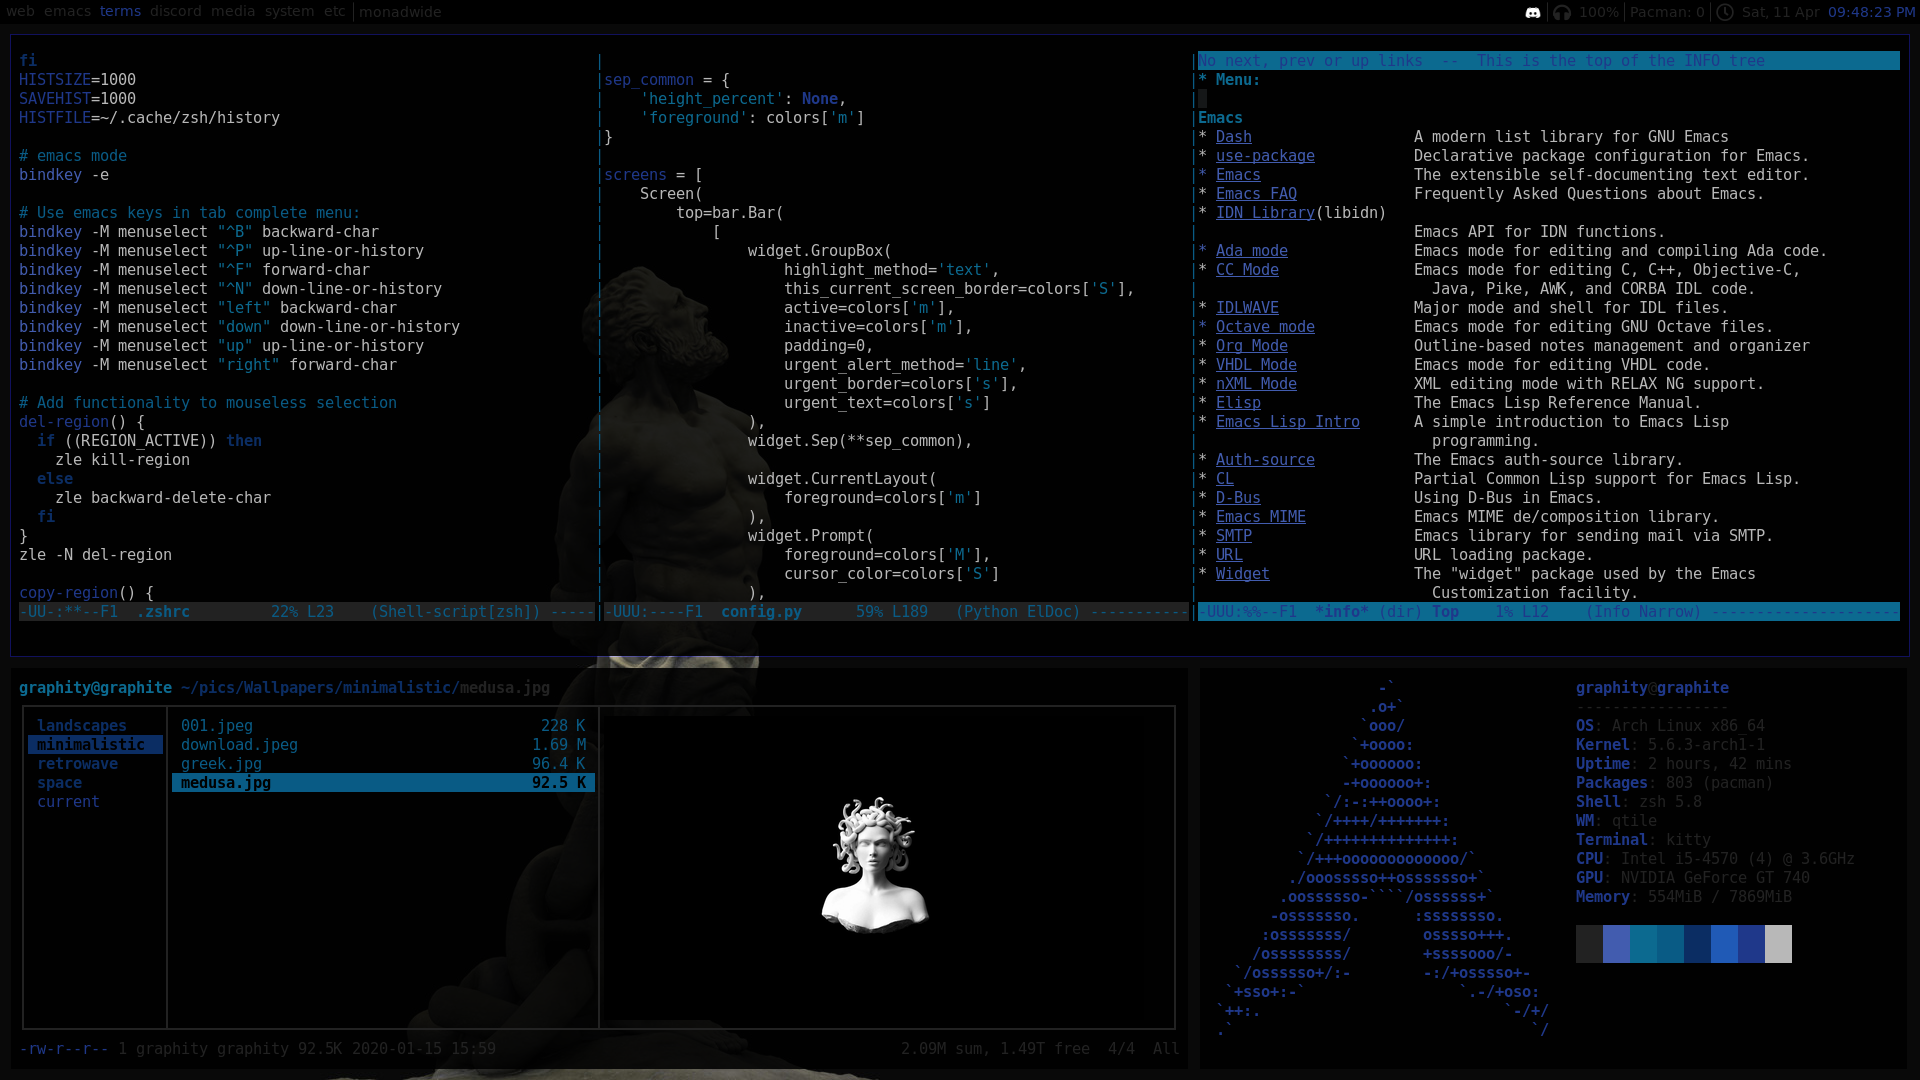 web emacs terms discord media system etc monadwide
100% Pacman: 0 Sat, 11 Apr 09:48:23 PM
fi
HISTSIZE=1000
SAVEHIST=1000
HISTFILE=~/.cache/zsh/history
# emacs mode
bindkey -e
# Use emacs keys in tab complete menu:
bindkey -M menuselect "^B" backward-char
bindkey -M menuselect "^P" up-line-or-history
bindkey -M menuselect "^F" forward-char
bindkey -M menuselect "^N" down-line-or-history
bindkey -M menuselect "left" backward-char
bindkey -M menuselect "down" down-line-or-history
bindkey -M menuselect "up" up-line-or-history
bindkey -M menuselect "right" forward-char
# Add functionality to mouseless selection
del-region() {
  if ((REGION_ACTIVE)) then
    zle kill-region
  else
    zle backward-delete-char
  fi
}
zle -N del-region
copy-region() {
-UU-:**--F1  .zshrc         22% L23    (Shell-script[zsh]) -----
sep_common = {
    'height_percent': None,
    'foreground': colors['m']
}
screens = [
    Screen(
        top=bar.Bar(
            [
                widget.GroupBox(
                    highlight_method='text',
                    this_current_screen_border=colors['S'],
                    active=colors['m'],
                    inactive=colors['m'],
                    padding=0,
                    urgent_alert_method='line',
                    urgent_border=colors['s'],
                    urgent_text=colors['s']
                ),
                widget.Sep(**sep_common),
                widget.CurrentLayout(
                    foreground=colors['m']
                ),
                widget.Prompt(
                    foreground=colors['M'],
                    cursor_color=colors['S']
                ),
-UUU:----F1  config.py      59% L189   (Python ElDoc) -----------
No next, prev or up links  --  This is the top of the INFO tree
* Menu:
Emacs
* Dash                  A modern list library for GNU Emacs
* use-package           Declarative package configuration for Emacs.
* Emacs                 The extensible self-documenting text editor.
* Emacs FAQ             Frequently Asked Questions about Emacs.
* IDN Library(libidn)
                        Emacs API for IDN functions.
* Ada mode              Emacs mode for editing and compiling Ada code.
* CC Mode               Emacs mode for editing C, C++, Objective-C,
                          Java, Pike, AWK, and CORBA IDL code.
* IDLWAVE               Major mode and shell for IDL files.
* Octave mode           Emacs mode for editing GNU Octave files.
* Org Mode              Outline-based notes management and organizer
* VHDL Mode             Emacs mode for editing VHDL code.
* nXML Mode             XML editing mode with RELAX NG support.
* Elisp                 The Emacs Lisp Reference Manual.
* Emacs Lisp Intro      A simple introduction to Emacs Lisp
                          programming.
* Auth-source           The Emacs auth-source library.
* CL                    Partial Common Lisp support for Emacs Lisp.
* D-Bus                 Using D-Bus in Emacs.
* Emacs MIME            Emacs MIME de/composition library.
* SMTP                  Emacs library for sending mail via SMTP.
* URL                   URL loading package.
* Widget                The "widget" package used by the Emacs
                          Customization facility.
-UUU:%%--F1  *info* (dir) Top    1% L12    (Info Narrow) ---------------------
graphity@graphite ~/pics/Wallpapers/minimalistic/medusa.jpg
landscapes
minimalistic
retrowave
space
current
001.jpeg 228 K
download.jpeg 1.69 M
greek.jpg 96.4 K
medusa.jpg 92.5 K
-rw-r--r-- 1 graphity graphity 92.5K 2020-01-15 15:59 2.09M sum, 1.49T free  4/4  All
                  -`
                 .o+`
                `ooo/
               `+oooo:
              `+oooooo:
              -+oooooo+:
            `/:-:++oooo+:
           `/++++/+++++++:
          `/++++++++++++++:
         `/+++ooooooooooooo/`
        ./ooosssso++osssssso+`
       .oossssso-````/ossssss+`
      -osssssso.      :ssssssso.
     :osssssss/        osssso+++.
    /ossssssss/        +ssssooo/-
  `/ossssso+/:-        -:/+osssso+-
 `+sso+:-`                 `.-/+oso:
`++:.                           `-/+/
.`                                 `/
graphity@graphite
-----------------
OS: Arch Linux x86_64
Kernel: 5.6.3-arch1-1
Uptime: 2 hours, 42 mins
Packages: 803 (pacman)
Shell: zsh 5.8
WM: qtile
Terminal: kitty
CPU: Intel i5-4570 (4) @ 3.6GHz
GPU: NVIDIA GeForce GT 740
Memory: 554MiB / 7869MiB